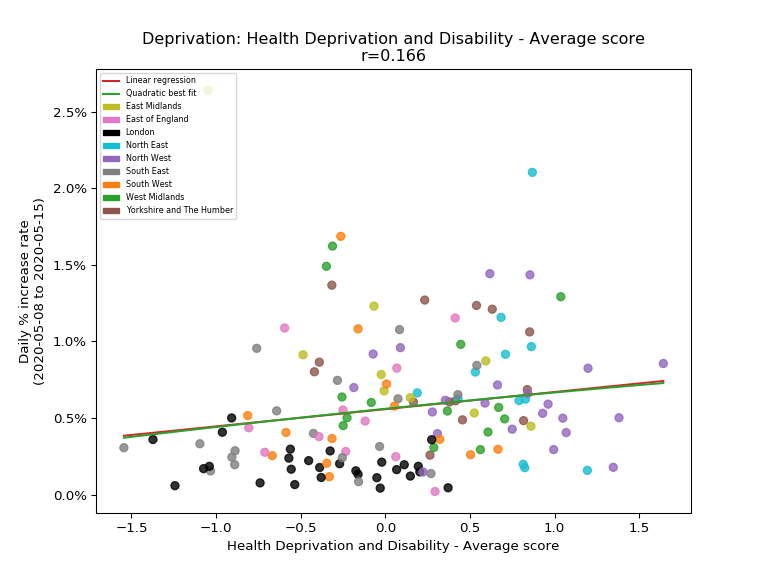 Deprivation: Health Deprivation and Disability - Average score
r=0.166
Linear regression
Quadratic best fit
East Midlands
East of England
London
North East
North West
South East
South West
West Midlands
Yorkshire and The Humber
2.5%
2.0%
1.5%
1.0%
0.5%
0.0%
Daily % increase rate
(2020-05-08 to 2020-05-15)
−1.5
−1.0
−0.5
0.0
0.5
1.0
1.5
Health Deprivation and Disability - Average score